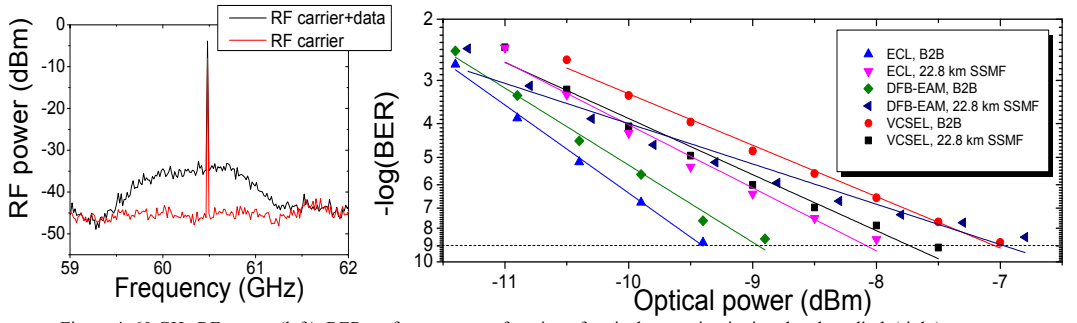 RF carrier+data
RF carrier
RF power (dBm)
0
-10
-20
-30
-40
-50
59
60
61
62
Frequency (GHz)
-log(BER)
2
3
4
5
6
7
8
9
10
ECL, B2B
ECL, 22.8 km SSMF
DFB-EAM, B2B
DFB-EAM, 22.8 km SSMF
VCSEL, B2B
VCSEL, 22.8 km SSMF
-11
-10
-9
-8
-7
Optical power (dBm)